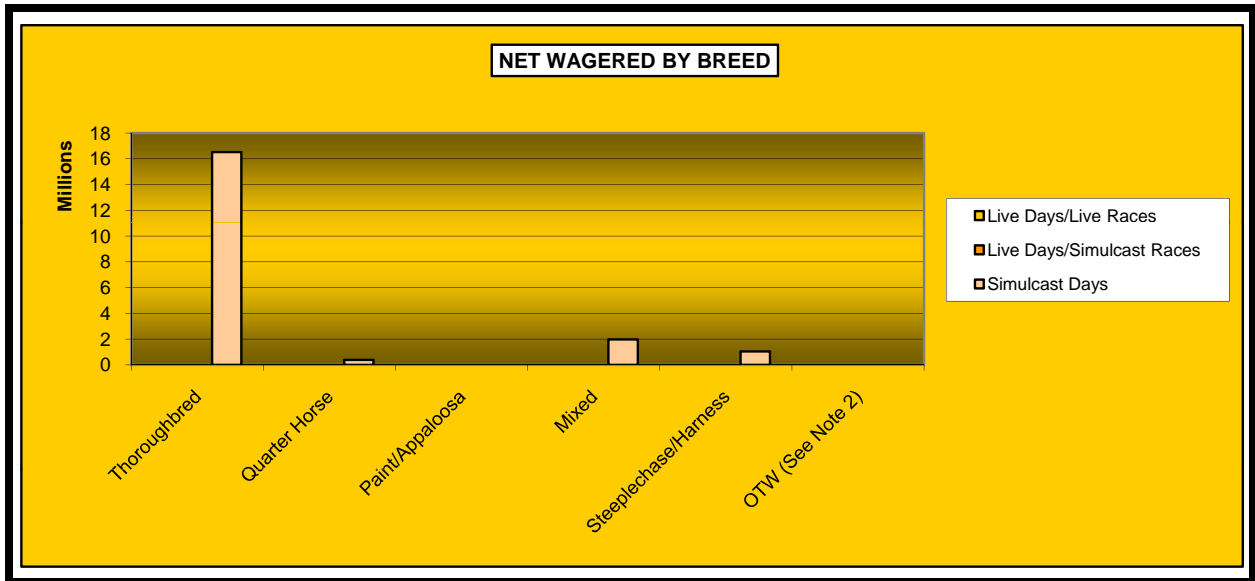 NET WAGERED BY BREED
Millions
18
16
14
12
10
8
6
4
2
0
Thoroughbred
Quarter Horse
Paint/Appaloosa
Mixed
Steeplechase/Harness
OTW (See Note 2)
Live Days/Live Races
Live Days/Simulcast Races
Simulcast Days